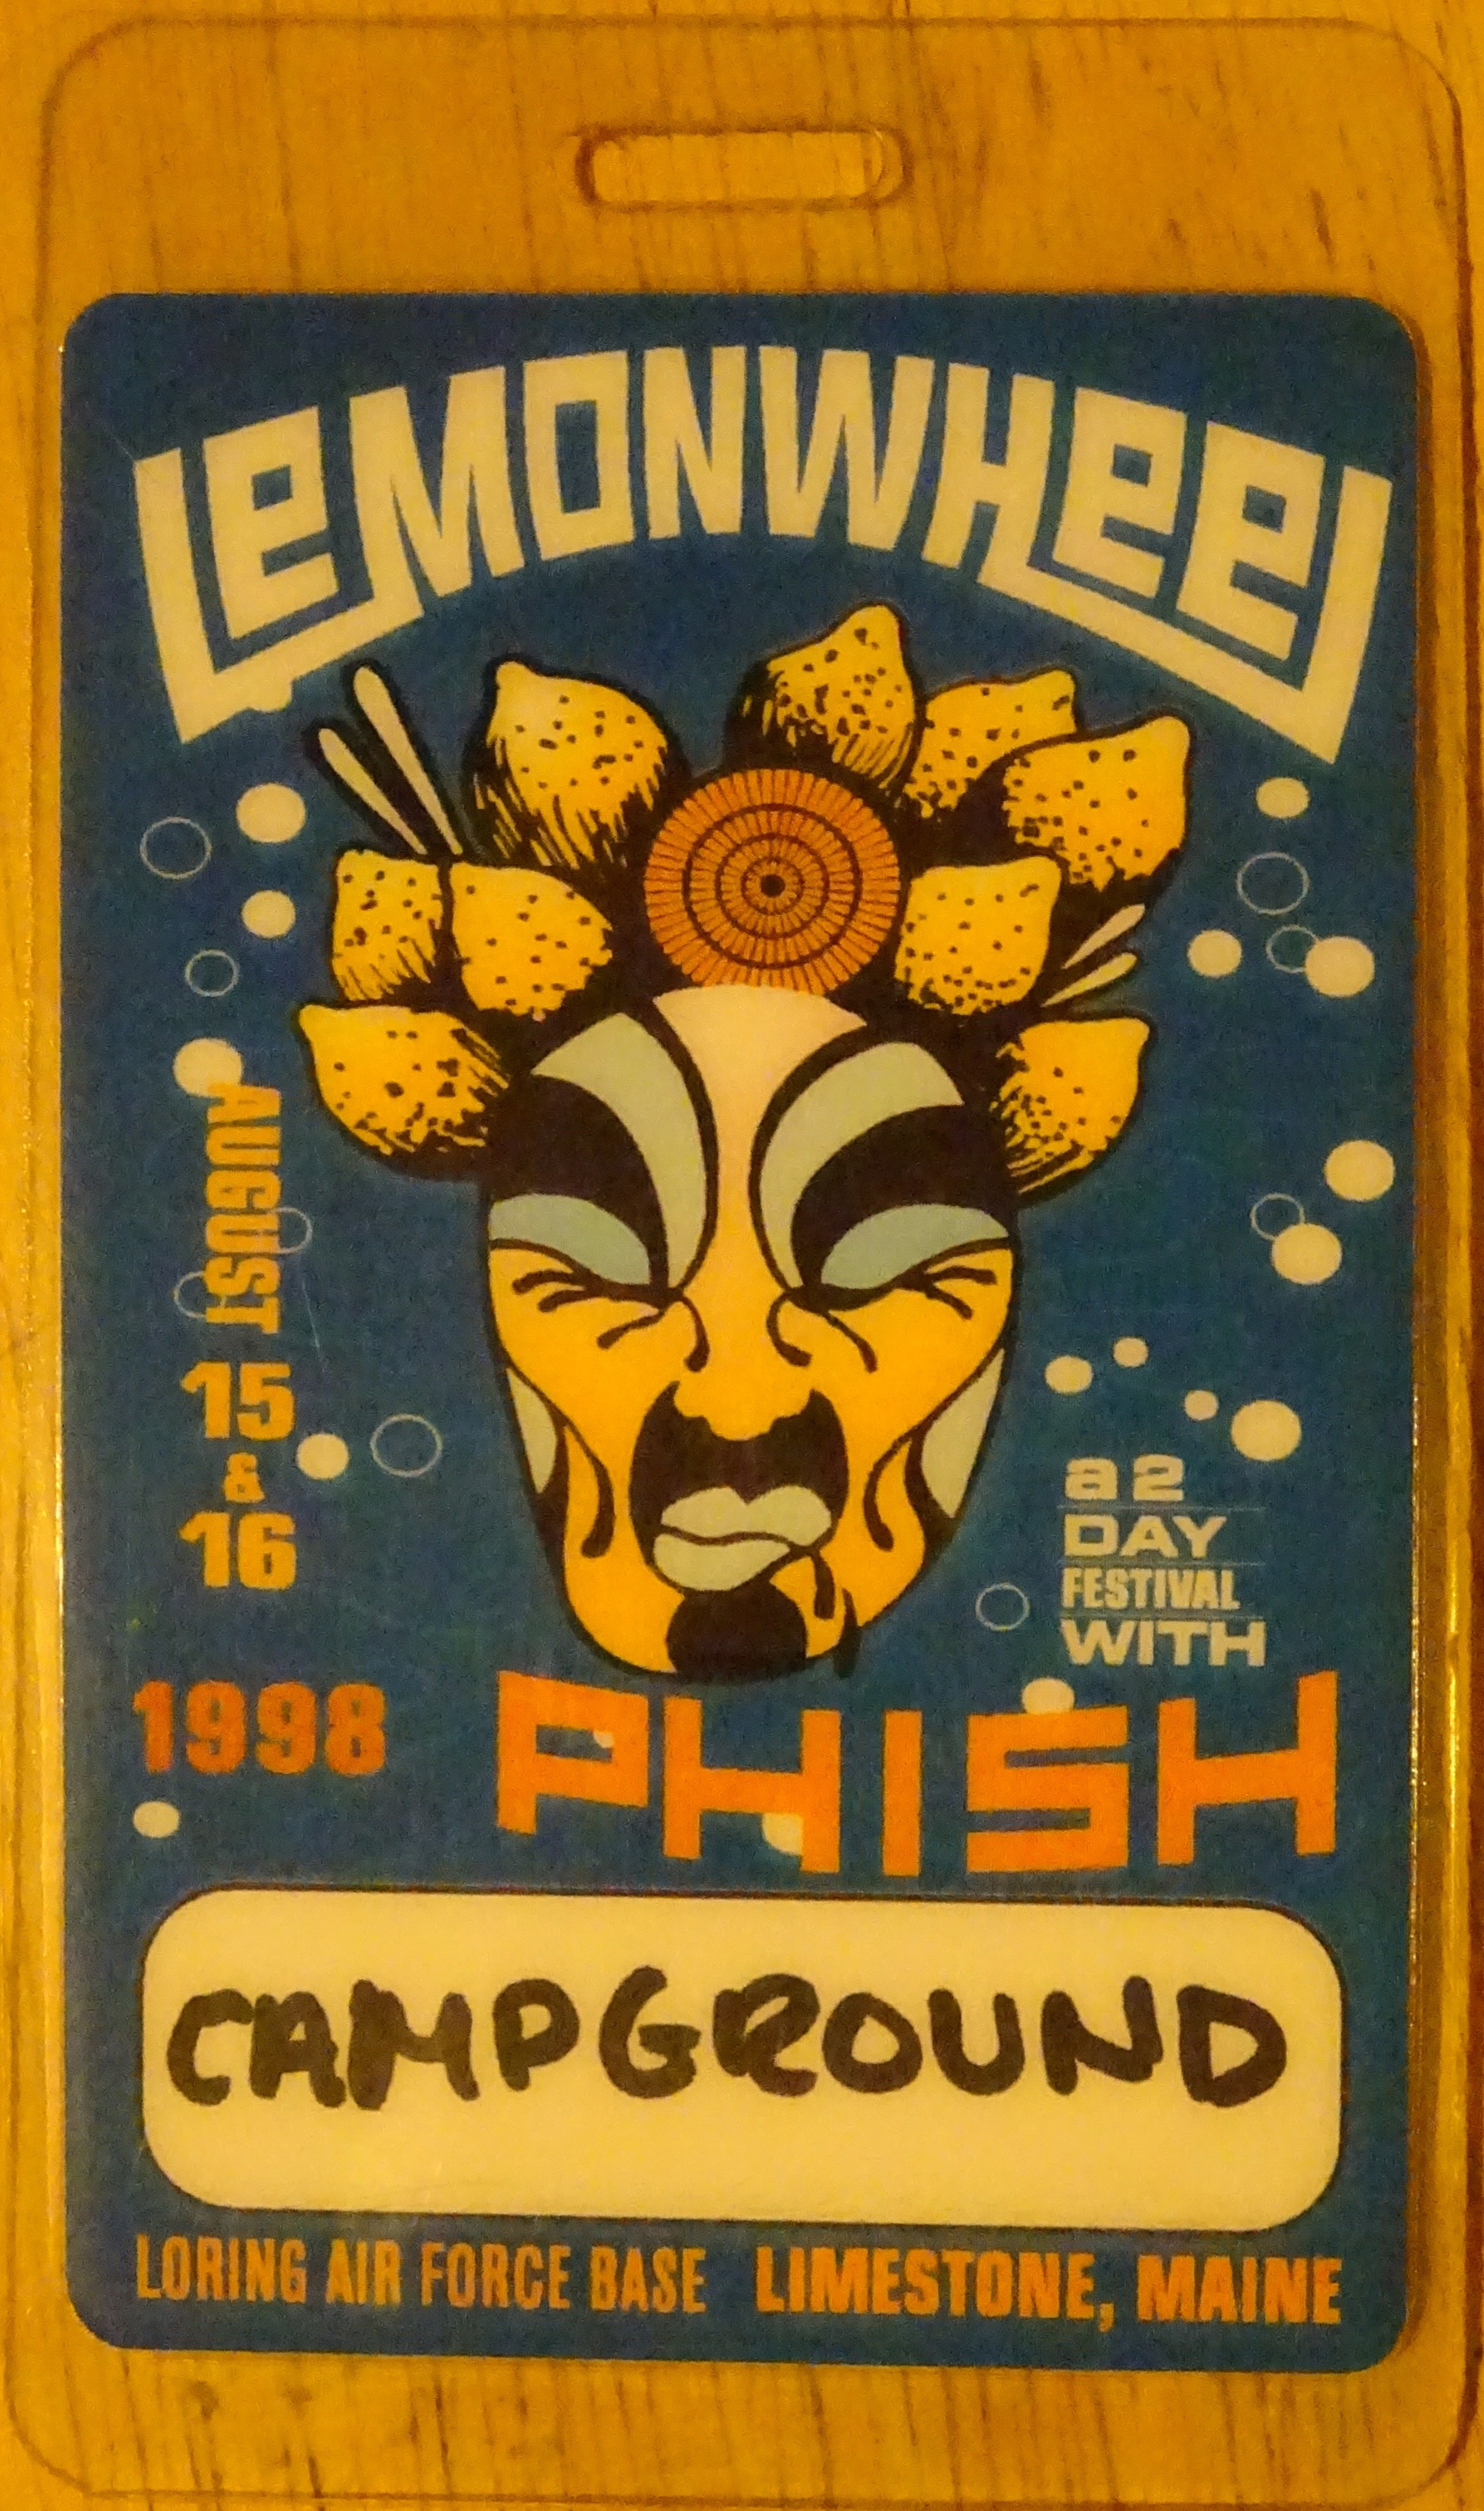 LeMONWHeel
AUGUST
15
&
16
a 2
DAY
FESTIVAL
WITH
1998
PHISH
CAMPGROUND
LORING AIR FORCE BASE LIMESTONE, MAINE